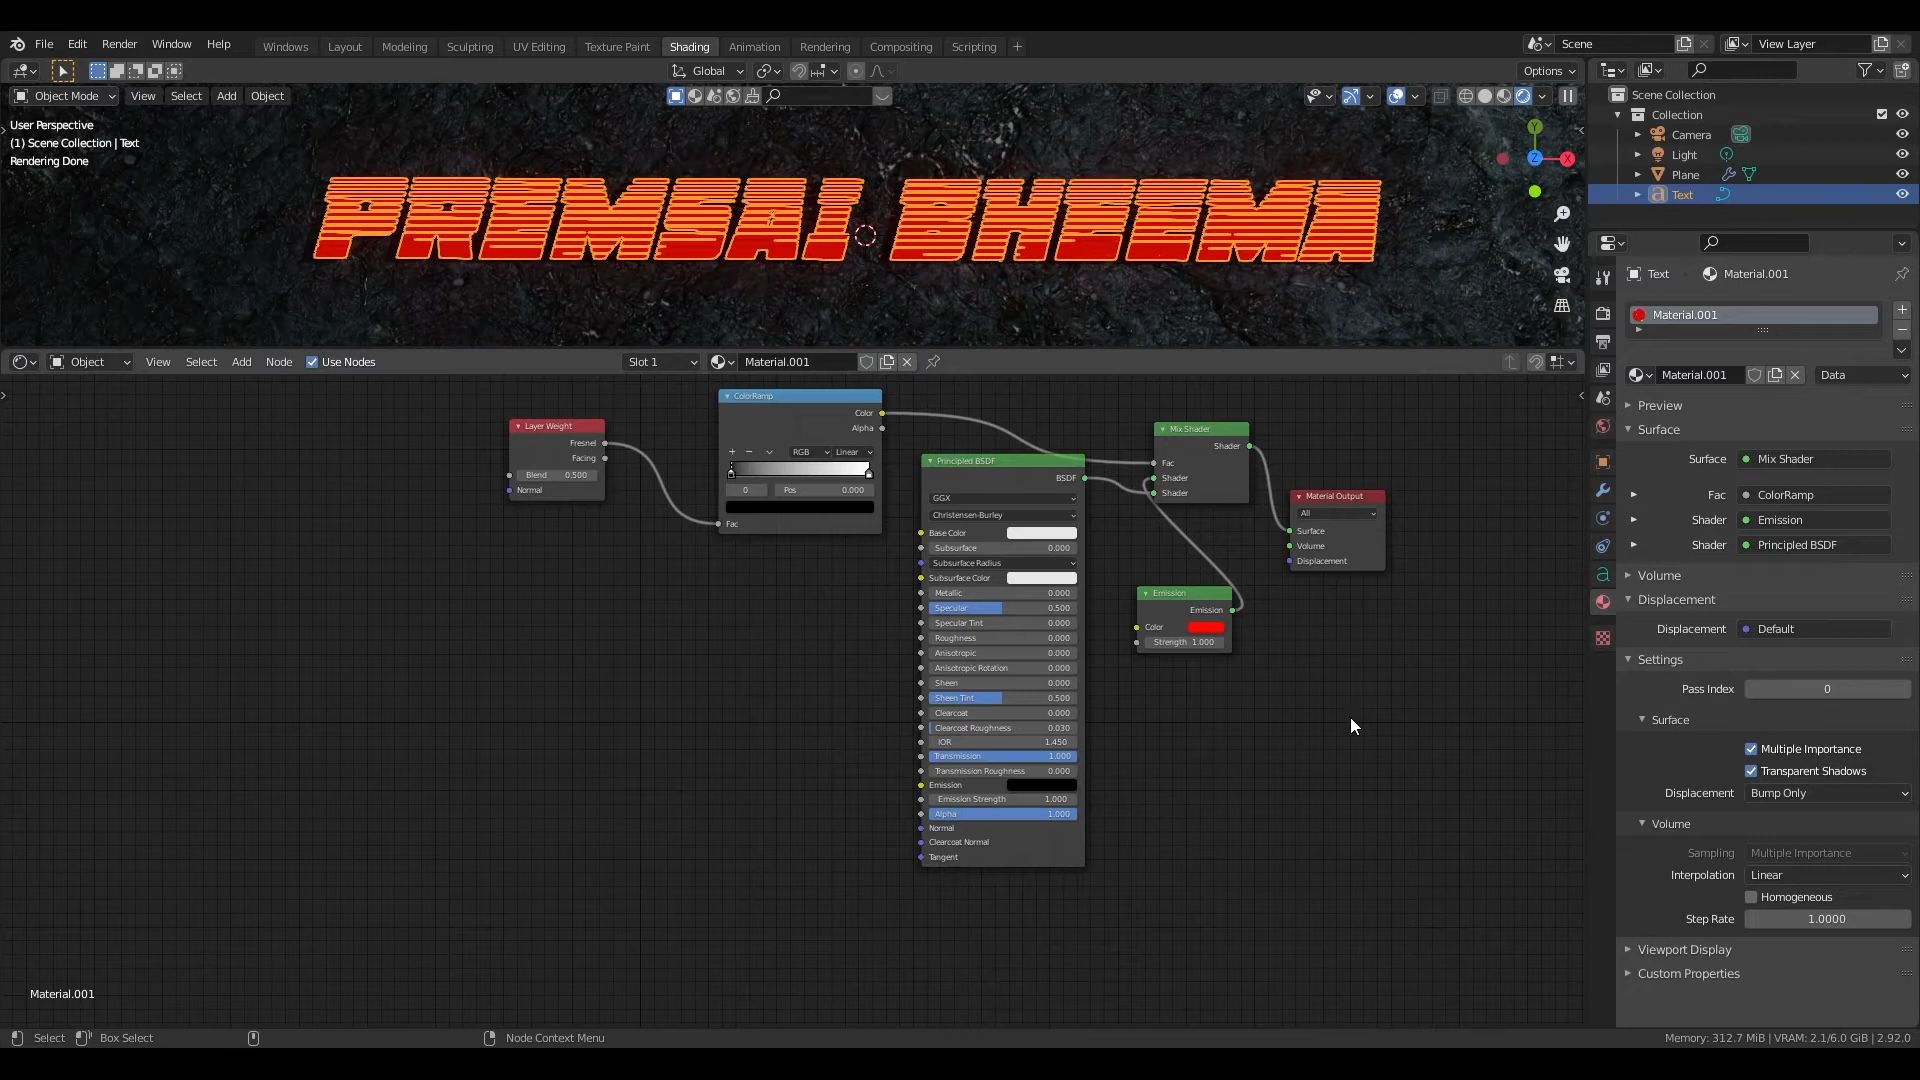 File Edit Render Window Help
Windows Layout Modeling Sculpting UV Editing Texture Paint Shading Animation Rendering Compositing Scripting +
Scene View Layer
Global Options
Object Mode View Select Add Object
User Perspective
(1) Scene Collection | Text
Rendering Done
PREMSAI BHEEMA
Y
Z X
Scene Collection
Collection
Camera
Light
Plane
Text
Object View Select Add Node Object Use Nodes Slot 1 Material.001
Layer Weight
Fresnel
Facing
Blend 0.500
Normal
ColorRamp
Color
Alpha
RGB Linear
0 Pos 0.000
Fac
Principled BSDF
BSDF
GGX
Christensen-Burley
Base Color
Subsurface 0.000
Subsurface Radius
Subsurface Color
Metallic 0.000
Specular 0.500
Specular Tint 0.000
Roughness 0.000
Anisotropic 0.000
Anisotropic Rotation 0.000
Sheen 0.000
Sheen Tint 0.500
Clearcoat 0.000
Clearcoat Roughness 0.030
IOR 1.450
Transmission 1.000
Transmission Roughness 0.000
Emission
Emission Strength 1.000
Alpha 1.000
Normal
Clearcoat Normal
Tangent
Mix Shader
Shader
Fac
Shader
Shader
Emission
Emission
Color
Strength 1.000
Material Output
All
Surface
Volume
Displacement
Text Material.001
Material.001
Material.001 Data
Preview
Surface
Surface Mix Shader
Fac ColorRamp
Shader Emission
Shader Principled BSDF
Volume
Displacement
Displacement Default
Settings
Pass Index 0
Surface
Multiple Importance
Transparent Shadows
Displacement Bump Only
Volume
Sampling Multiple Importance
Interpolation Linear
Homogeneous
Step Rate 1.0000
Viewport Display
Custom Properties
Material.001
Select Box Select Node Context Menu Memory: 312.7 MiB | VRAM: 2.1/6.0 GiB | 2.92.0